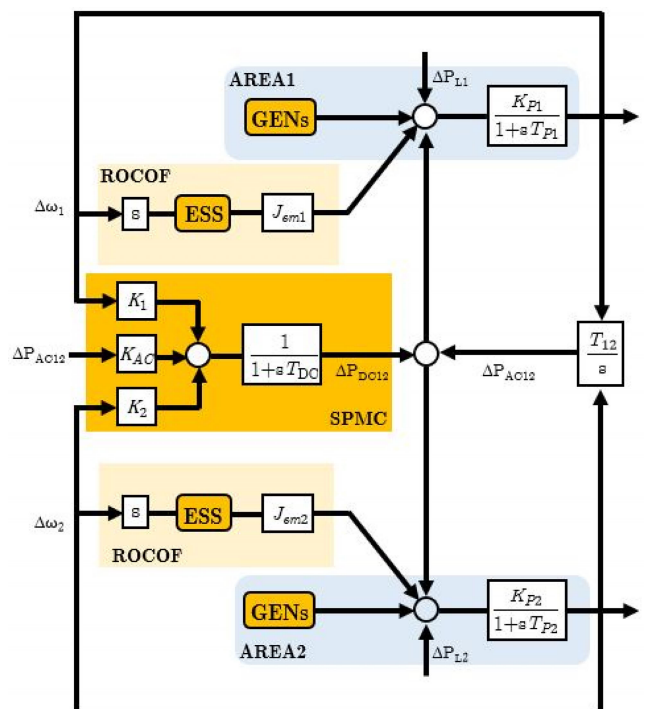 AREA1
ΔP_L1
GENs
K_P1
1+sT_P1
ROCOF
Δω_1
s
ESS
J_em1
K_1
ΔP_AC12
K_AC
1
1+sT_DC
ΔP_DC12
ΔP_AC12
T_12
s
K_2
SPMC
Δω_2
s
ESS
J_em2
ROCOF
GENs
K_P2
1+sT_P2
AREA2
ΔP_L2